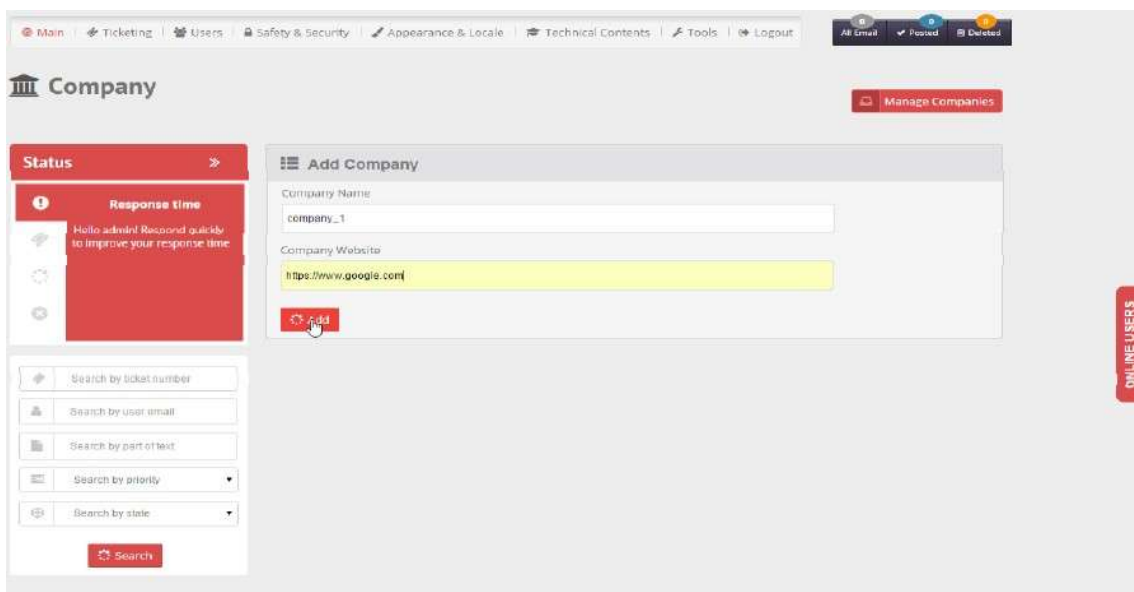 Main Ticketing Users Safety & Security Appearance & Locale Technical Contents Tools Logout
0 0 0
All Email Posted Deleted
Company
Manage Companies
Status
Response time
Hello admin! Respond quickly
to improve your response time
Add Company
Company Name
company_1
Company Website
https://www.google.com
Add
ONLINE USERS
Search by ticket number
Search by user email
Search by part of text
Search by priority
Search by state
Search